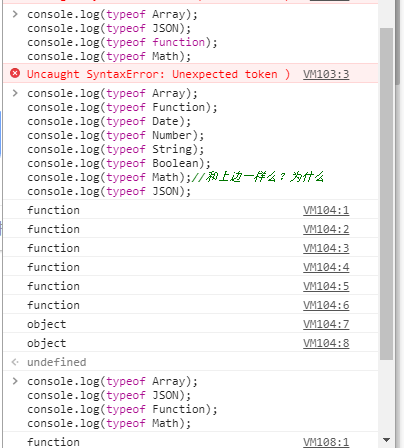 > console.log(typeof Array);
console.log(typeof JSON);
console.log(typeof function);
console.log(typeof Math);
Uncaught SyntaxError: Unexpected token ) VM103:3
> console.log(typeof Array);
console.log(typeof Function);
console.log(typeof Date);
console.log(typeof Number);
console.log(typeof String);
console.log(typeof Boolean);
console.log(typeof Math);//和上边一样么？为什么
console.log(typeof JSON);
function VM104:1
function VM104:2
function VM104:3
function VM104:4
function VM104:5
function VM104:6
object VM104:7
object VM104:8
undefined
> console.log(typeof Array);
console.log(typeof JSON);
console.log(typeof Function);
console.log(typeof Math);
function VM108:1